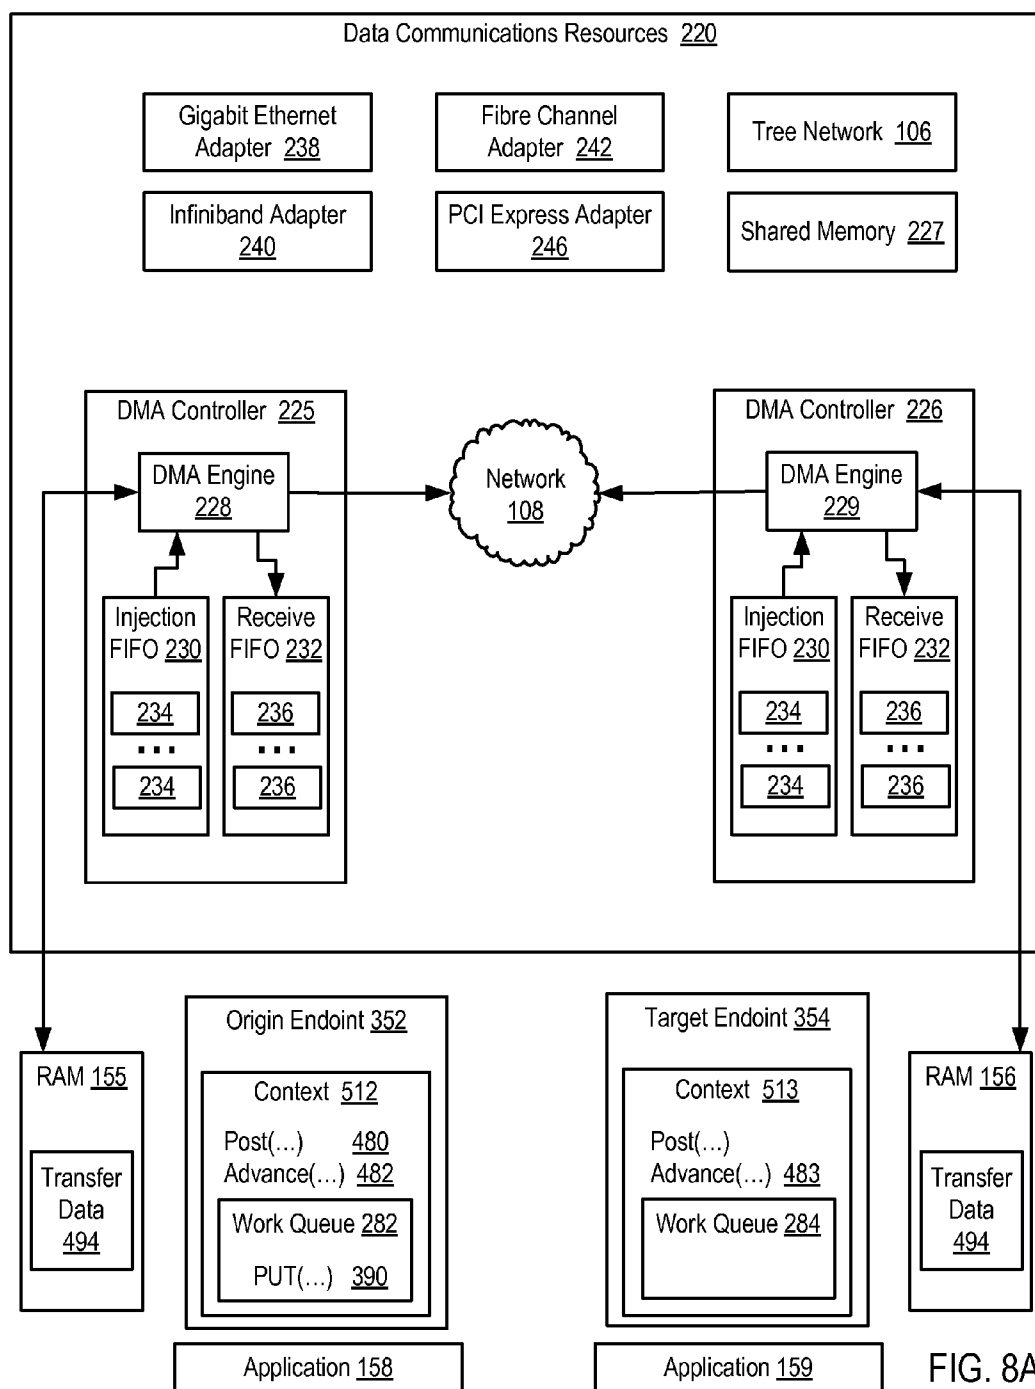 Data Communications Resources 220
Gigabit Ethernet
Adapter 238
Fibre Channel
Adapter 242
Tree Network 106
Infiniband Adapter
240
PCI Express Adapter
246
Shared Memory 227
DMA Controller 225
DMA Engine
228
Injection
FIFO 230
234
...
234
Receive
FIFO 232
236
...
236
Network
108
DMA Controller 226
DMA Engine
229
Injection
FIFO 230
234
...
234
Receive
FIFO 232
236
...
236
RAM 155
Transfer
Data
494
Origin Endoint 352
Context 512
Post(...) 480
Advance(...) 482
Work Queue 282
PUT(...) 390
Application 158
Target Endoint 354
Context 513
Post(...)
Advance(...) 483
Work Queue 284
Application 159
RAM 156
Transfer
Data
494
FIG. 8A